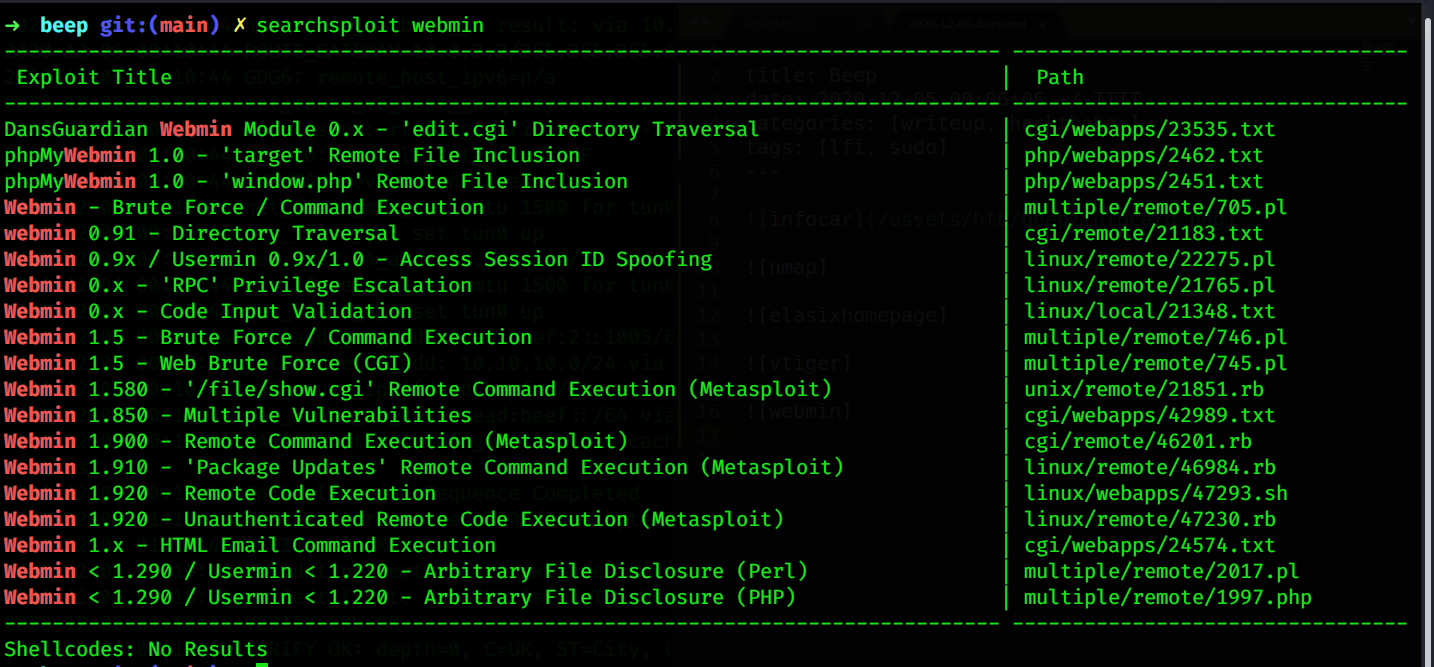 → beep git:(main) ✗ searchsploit webmin
Exploit Title | Path
DansGuardian Webmin Module 0.x - 'edit.cgi' Directory Traversal | cgi/webapps/23535.txt
phpMyWebmin 1.0 - 'target' Remote File Inclusion | php/webapps/2462.txt
phpMyWebmin 1.0 - 'window.php' Remote File Inclusion | php/webapps/2451.txt
Webmin - Brute Force / Command Execution | multiple/remote/705.pl
webmin 0.91 - Directory Traversal | cgi/remote/21183.txt
Webmin 0.9x / Usermin 0.9x/1.0 - Access Session ID Spoofing | linux/remote/22275.pl
Webmin 0.x - 'RPC' Privilege Escalation | linux/remote/21765.pl
Webmin 0.x - Code Input Validation | linux/local/21348.txt
Webmin 1.5 - Brute Force / Command Execution | multiple/remote/746.pl
Webmin 1.5 - Web Brute Force (CGI) | multiple/remote/745.pl
Webmin 1.580 - '/file/show.cgi' Remote Command Execution (Metasploit) | unix/remote/21851.rb
Webmin 1.850 - Multiple Vulnerabilities | cgi/webapps/42989.txt
Webmin 1.900 - Remote Command Execution (Metasploit) | cgi/remote/46201.rb
Webmin 1.910 - 'Package Updates' Remote Command Execution (Metasploit) | linux/remote/46984.rb
Webmin 1.920 - Remote Code Execution | linux/webapps/47293.sh
Webmin 1.920 - Unauthenticated Remote Code Execution (Metasploit) | linux/remote/47230.rb
Webmin 1.x - HTML Email Command Execution | cgi/webapps/24574.txt
Webmin < 1.290 / Usermin < 1.220 - Arbitrary File Disclosure (Perl) | multiple/remote/2017.pl
Webmin < 1.290 / Usermin < 1.220 - Arbitrary File Disclosure (PHP) | multiple/remote/1997.php
Shellcodes: No Results